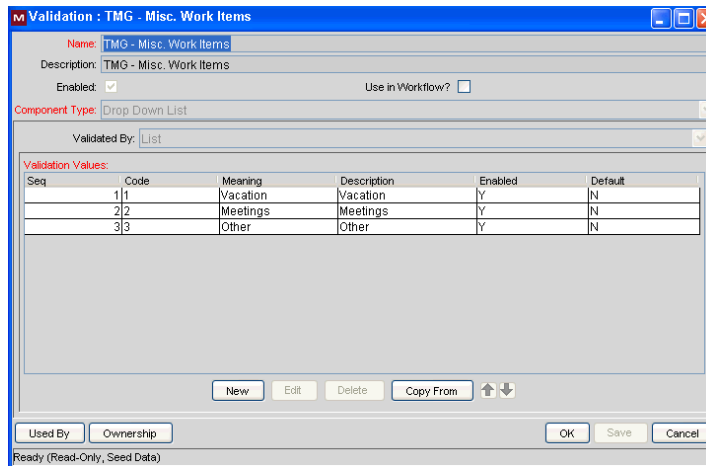 M Validation : TMG - Misc. Work Items
Name: TMG - Misc. Work Items
Description: TMG - Misc. Work Items
Enabled: Use in Workflow?
Component Type: Drop Down List
Validated By: List
Validation Values:
Seq Code Meaning Description Enabled Default
1 1 Vacation Vacation Y N
2 2 Meetings Meetings Y N
3 3 Other Other Y N
New Edit Delete Copy From
Used By Ownership OK Save Cancel
Ready (Read-Only, Seed Data)